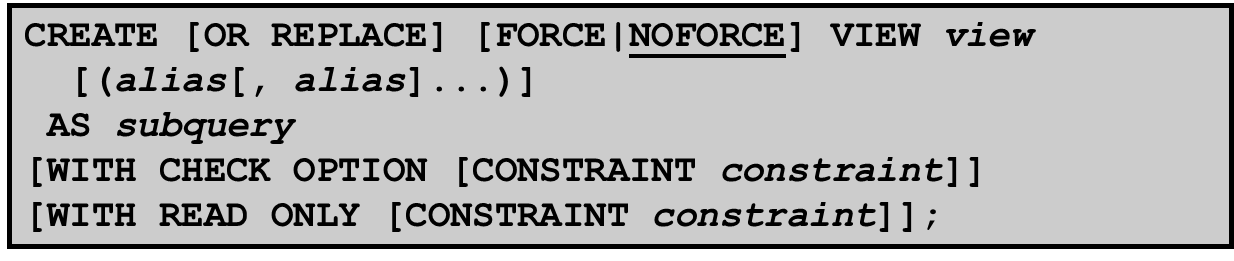 CREATE [OR REPLACE] [FORCE|NOFORCE] VIEW view
[(alias[, alias]...)]
AS subquery
[WITH CHECK OPTION [CONSTRAINT constraint]]
[WITH READ ONLY [CONSTRAINT constraint]];